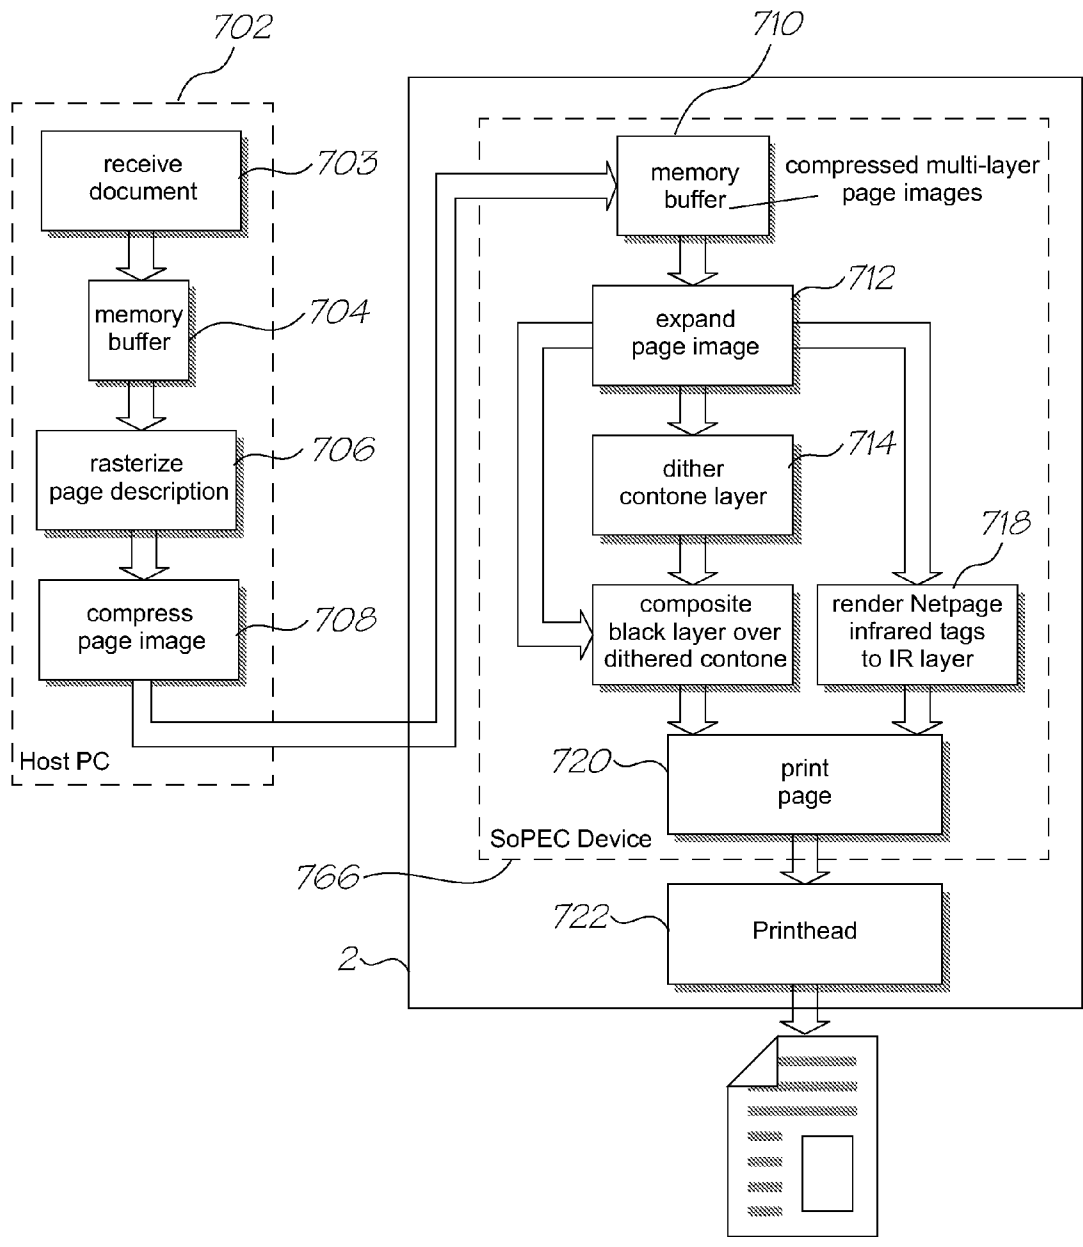 702
710
receive
document
703
memory
buffer
compressed multi-layer
page images
memory
buffer
704
expand
page image
712
rasterize
page description
706
dither
contone layer
714
718
compress
page image
708
composite
black layer over
dithered contone
render Netpage
infrared tags
to IR layer
Host PC
720
print
page
SoPEC Device
766
722
Printhead
2